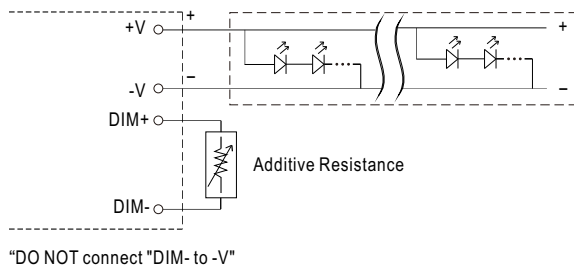 +V
+
+
-V
−
−
DIM+
Additive Resistance
DIM-
“DO NOT connect "DIM- to -V"